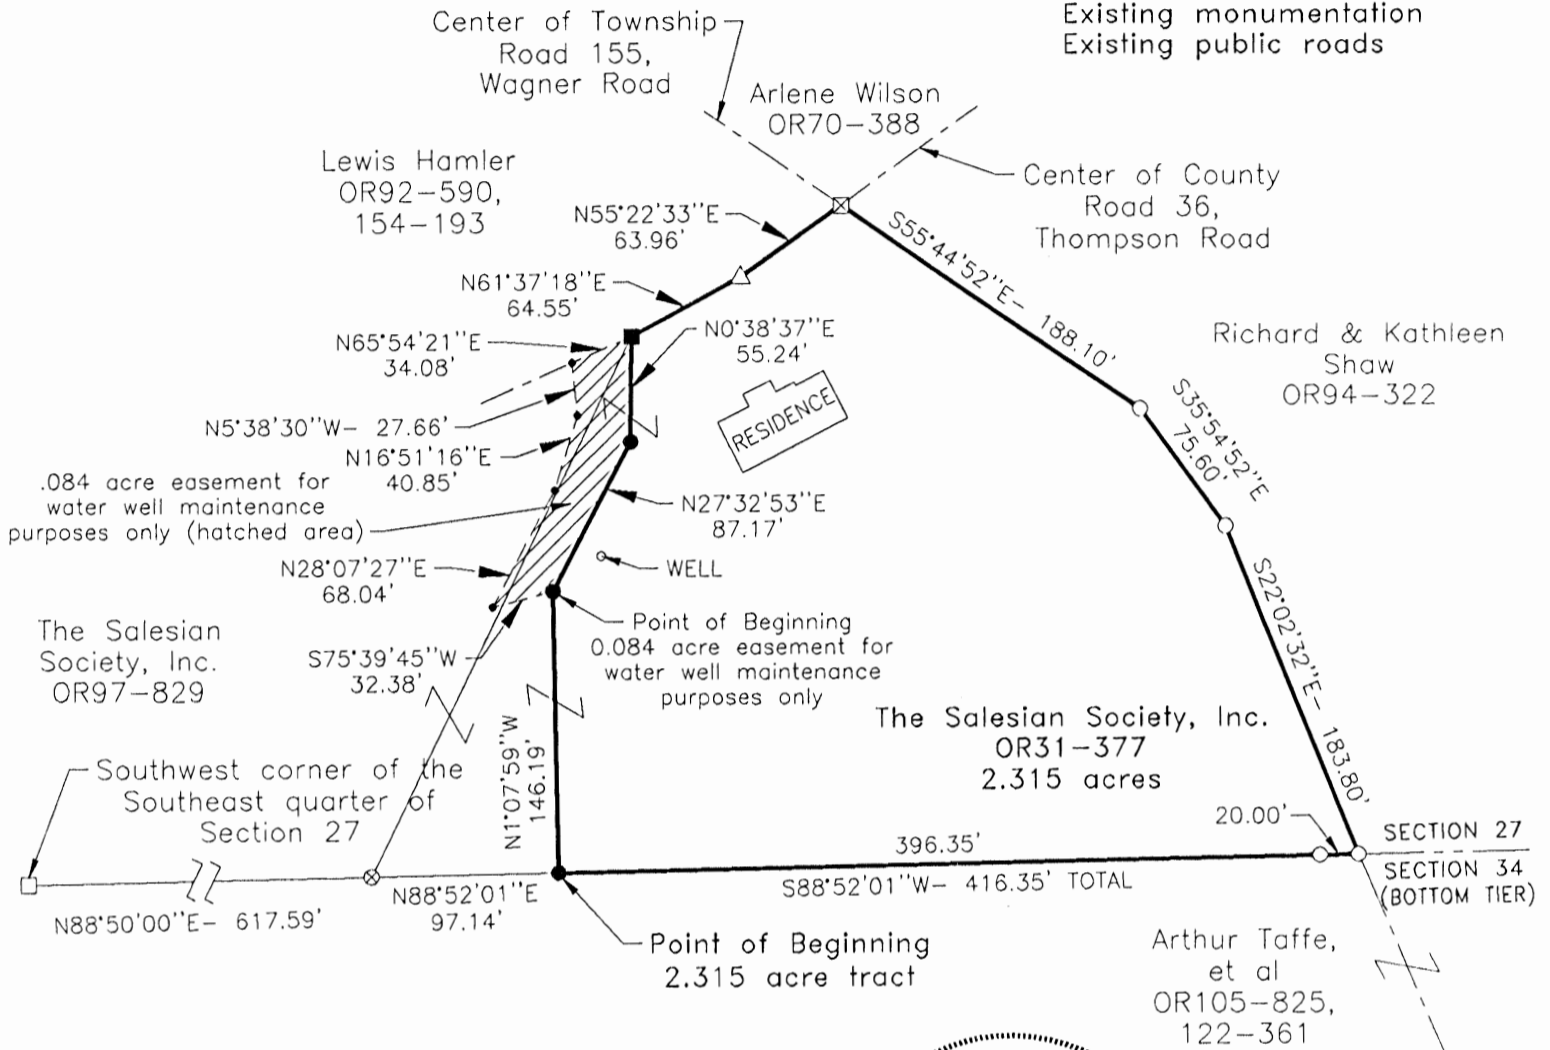 Existing monumentation
Existing public roads
Center of Township
Road 155,
Wagner Road
Arlene Wilson
OR70-388
Lewis Hamler
OR92-590,
154-193
Center of County
Road 36,
Thompson Road
N55°22'33"E
63.96'
S55°44'52"E- 188.10'
N61°37'18"E
64.55'
N65°54'21"E
34.08'
N0°38'37"E
55.24'
Richard & Kathleen
Shaw
OR94-322
S35°54'52"E
75.60'
RESIDENCE
N5°38'30"W- 27.66'
N16°51'16"E
40.85'
.084 acre easement for
water well maintenance
purposes only (hatched area)
N27°32'53"E
87.17'
N28°07'27"E
68.04'
WELL
S22°02'32"E- 183.80'
Point of Beginning
0.084 acre easement for
water well maintenance
purposes only
The Salesian
Society, Inc.
OR97-829
S75°39'45"W
32.38'
N1°07'59"W
146.19'
The Salesian Society, Inc.
OR31-377
2.315 acres
Southwest corner of the
Southeast quarter of
Section 27
20.00'
396.35'
SECTION 27
SECTION 34
(BOTTOM TIER)
S88°52'01"W- 416.35' TOTAL
N88°50'00"E- 617.59'
N88°52'01"E
97.14'
Point of Beginning
2.315 acre tract
Arthur Taffe,
et al
OR105-825,
122-361